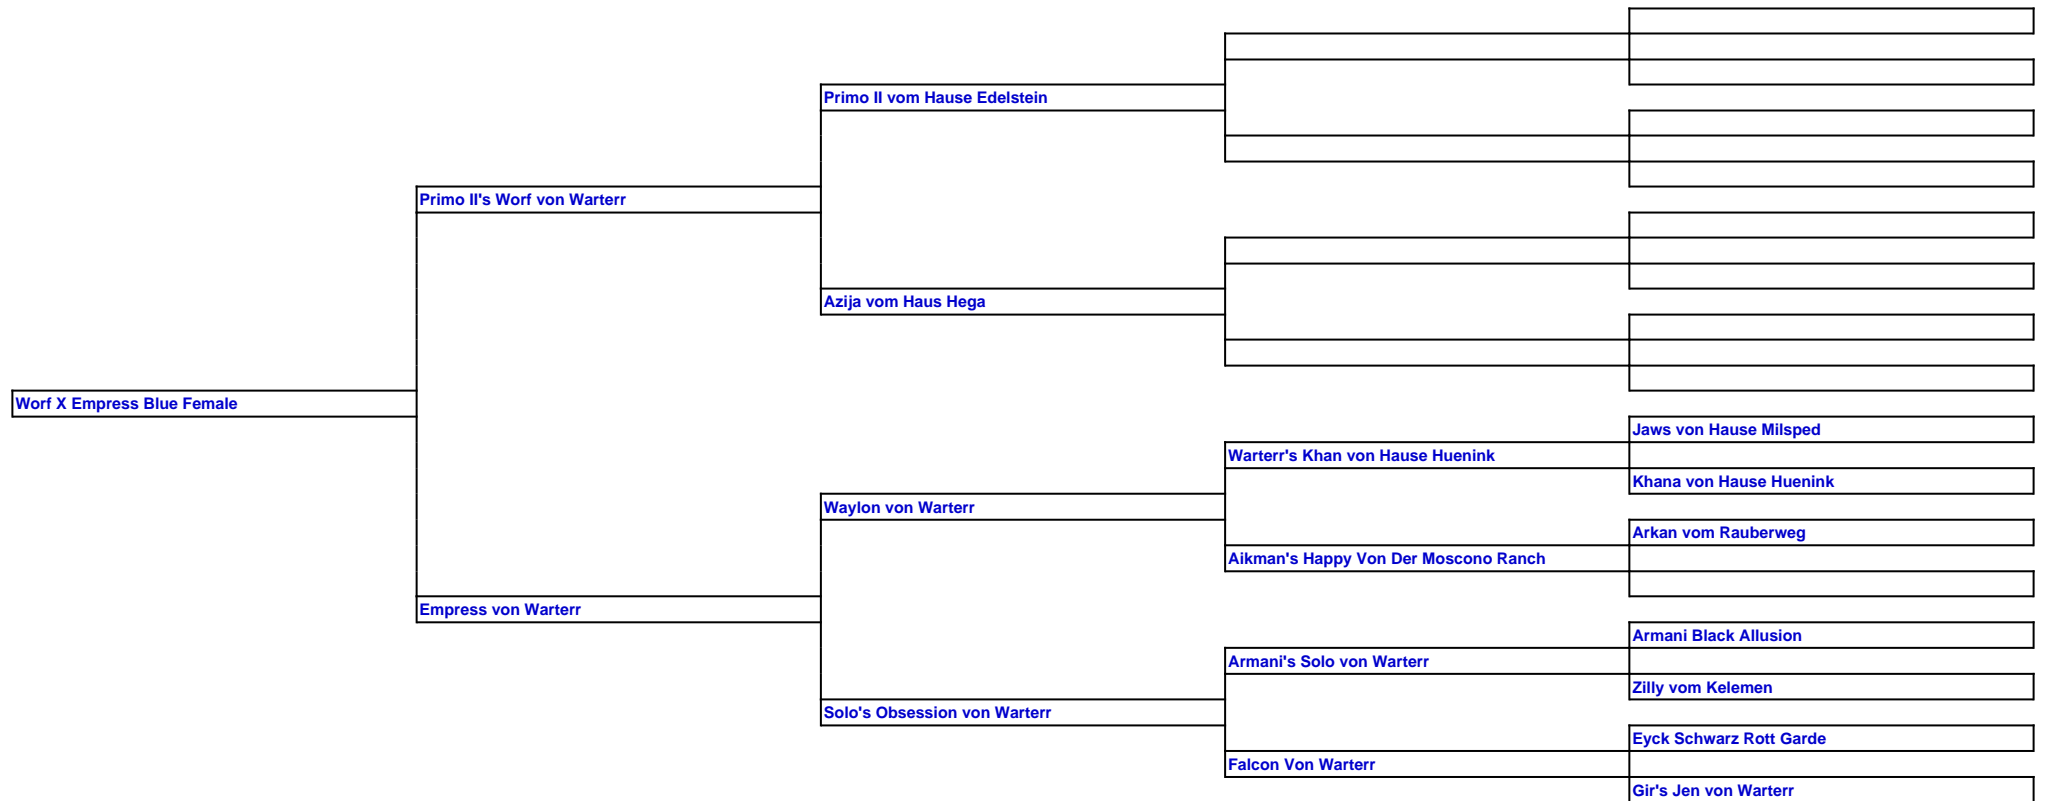 Primo II vom Hause Edelstein
Primo II's Worf von Warterr
Azija vom Haus Hega
Worf X Empress Blue Female
Jaws von Hause Milsped
Warterr's Khan von Hause Huenink
Khana von Hause Huenink
Waylon von Warterr
Arkan vom Rauberweg
Aikman's Happy Von Der Moscono Ranch
Empress von Warterr
Armani Black Allusion
Armani's Solo von Warterr
Zilly vom Kelemen
Solo's Obsession von Warterr
Eyck Schwarz Rott Garde
Falcon Von Warterr
Gir's Jen von Warterr